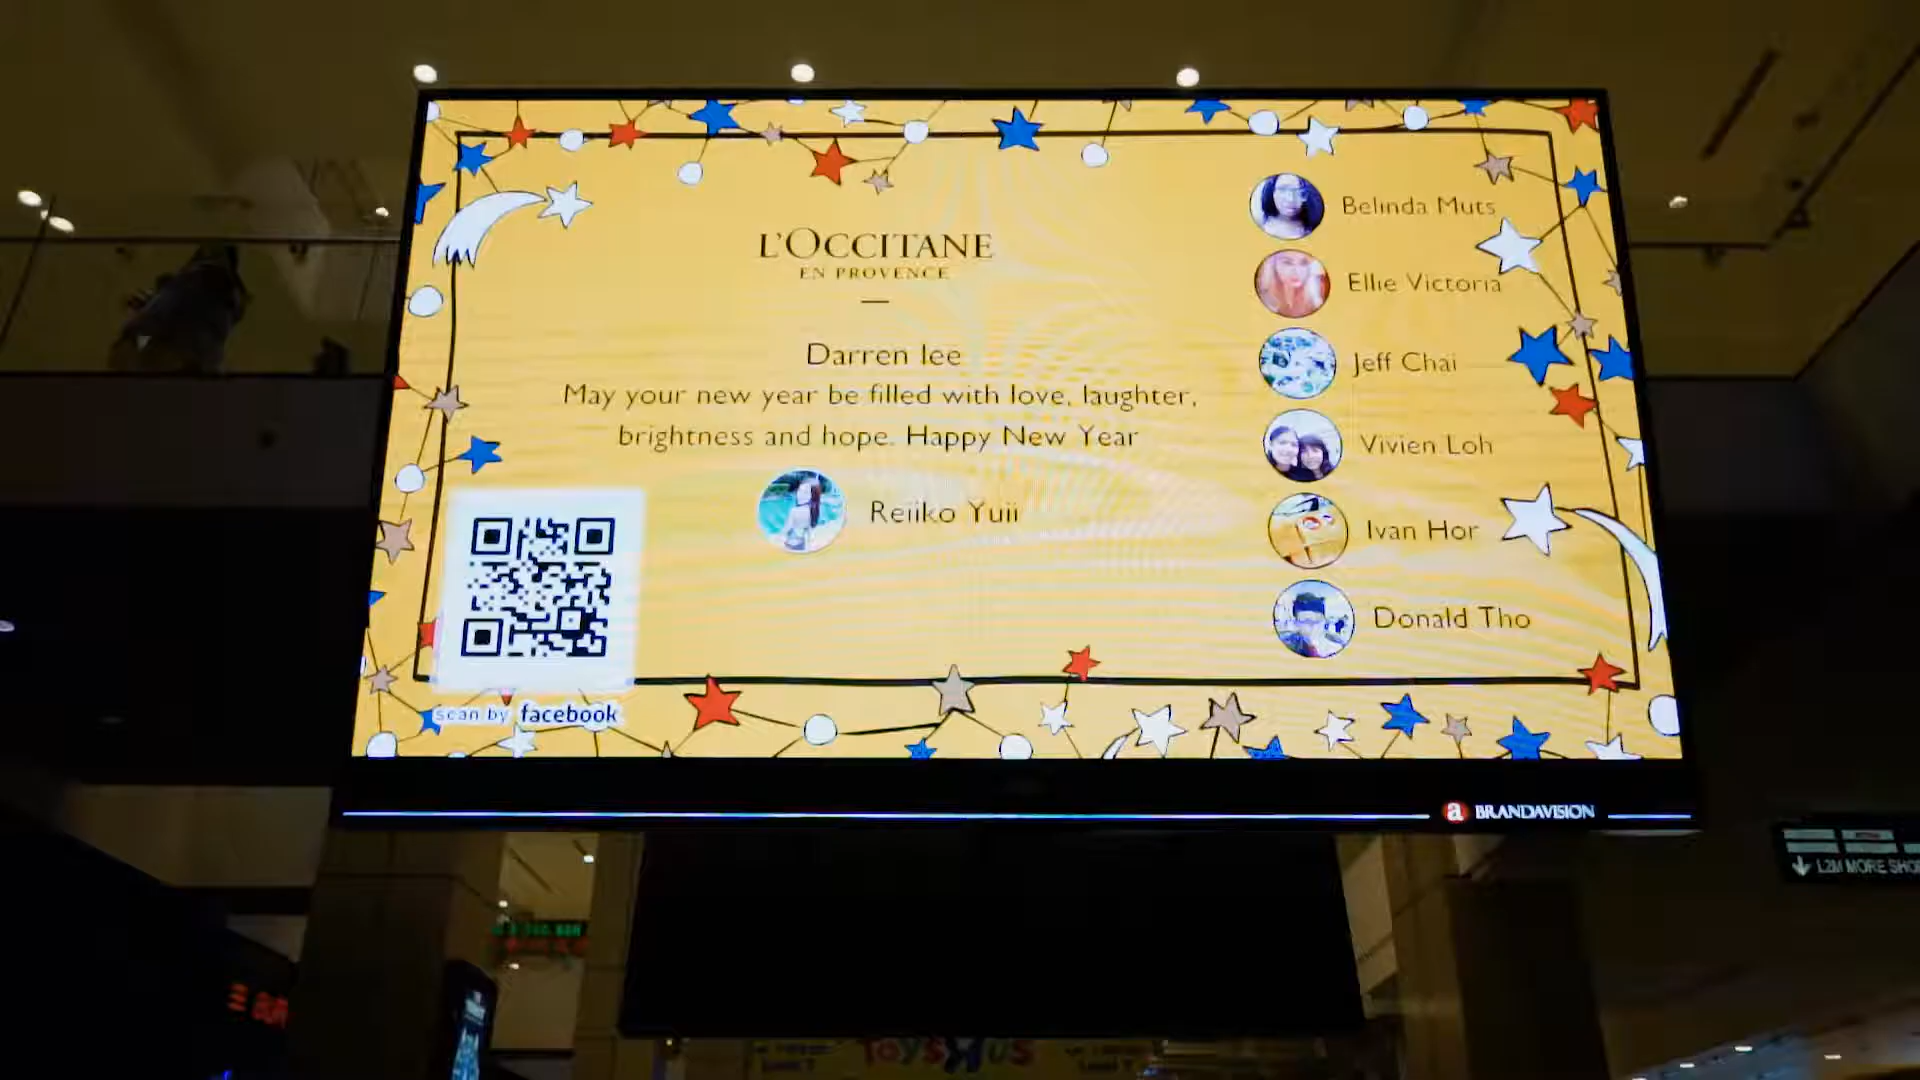 L'OCCITANE
EN PROVENCE
Darren lee
May your new year be filled with love, laughter,
brightness and hope. Happy New Year
Reiiko Yuii
Belinda Muts
Ellie Victoria
Jeff Chai
Vivien Loh
Ivan Hor
Donald Tho
scan by facebook
a BRANDAVISION
L2M MORE SHO
TOYS R US